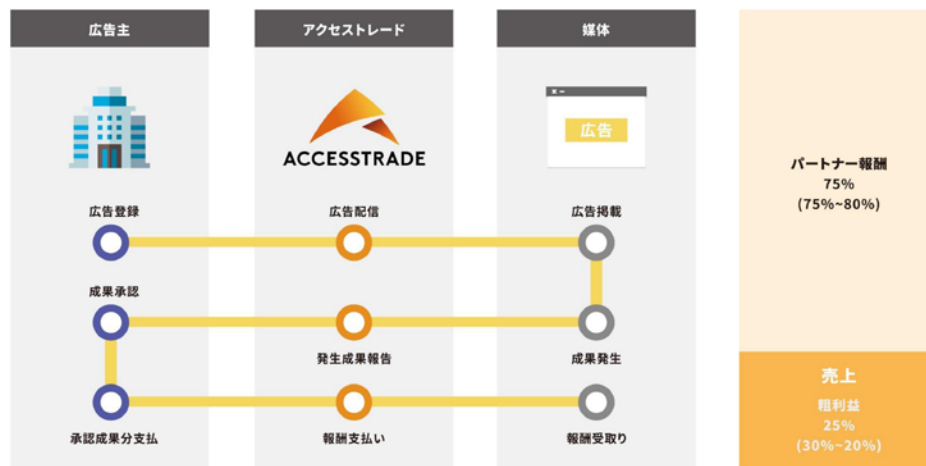 広告主
アクセストレード
媒体
広告
ACCESSTRADE
広告登録
広告配信
広告掲載
成果承認
発生成果報告
成果発生
承認成果分支払
報酬支払い
報酬受取り
パートナー報酬
75%
(75%~80%)
売上
粗利益
25%
(30%~20%)